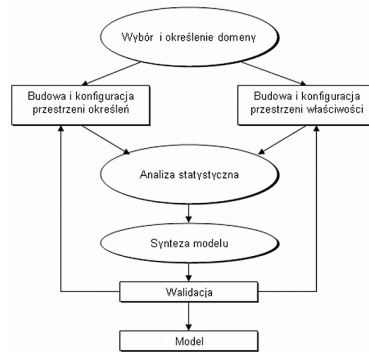 Wybór i określenie domeny
Budowa i konfiguracja
przestrzeni określeń
Budowa i konfiguracja
przestrzeni właściwości
Analiza statystyczna
Synteza modelu
Walidacja
Model